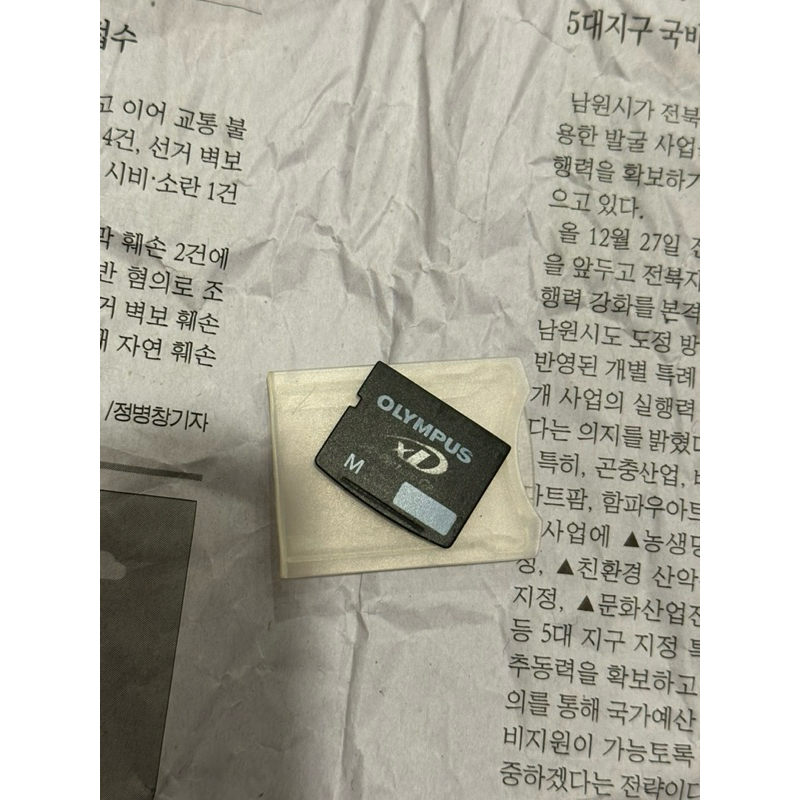 수
고 이어 교통 불
4건, 선거 벽보
시비·소란 1건
훼손 2건에
반 혐의로 조
거 벽보 훼손
자연 훼손
/정병창기자
OLYMPUS
xD
M
5대지구 국비
남원시가 전북
용한 발굴 사업
행력을 확보하기
으고 있다.
올 12월 27일 전
을 앞두고 전북자
행력 강화를 본격
남원시도 도정 방
반영된 개별 특례
개 사업의 실행력
다는 의지를 밝혔다
특히, 곤충산업,
마트팜, 함파우아트
사업에 ▲농생명
정, ▲친환경 산악
지정, ▲문화산업진
등 5대 지구 지정 특
추동력을 확보하고
의를 통해 국가예산
비지원이 가능토록
중하겠다는 전략이다